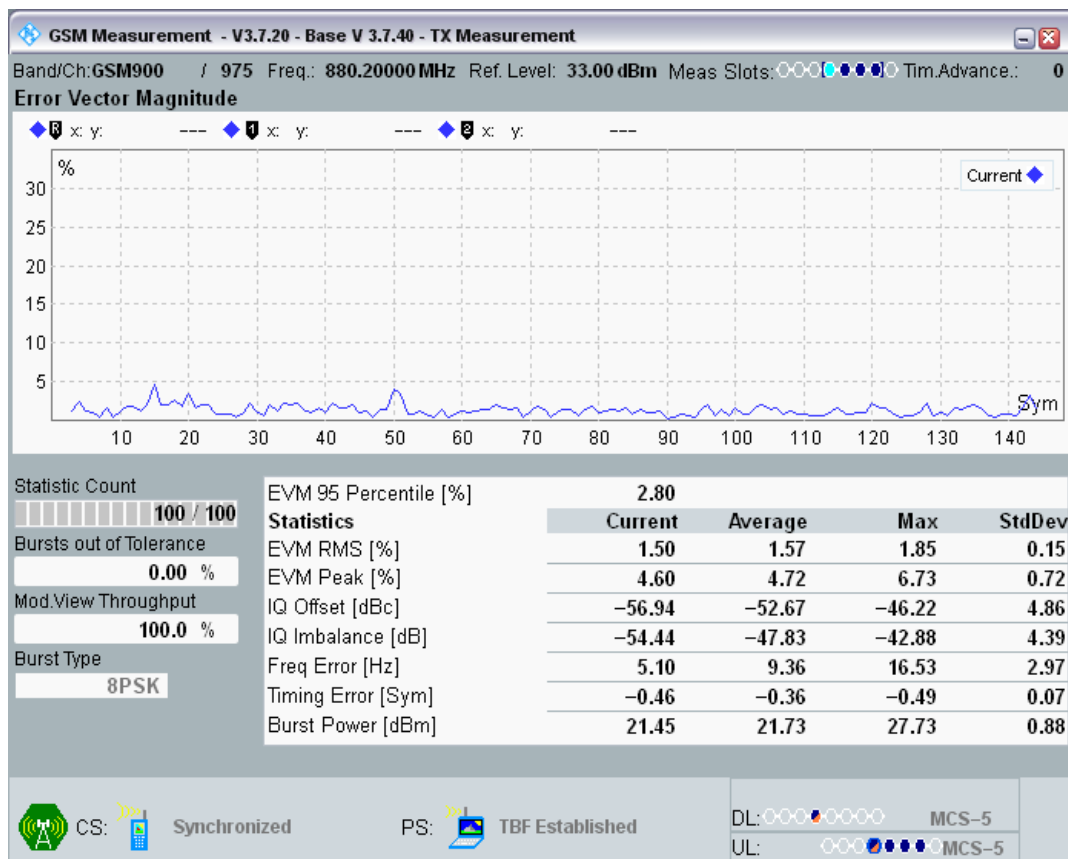 GSM Measurement - V3.7.20 - Base V 3.7.40 - TX Measurement
Band/Ch:GSM900 / 975 Freq.: 880.20000 MHz Ref. Level: 33.00 dBm Meas Slots: Tim.Advance.: 0
Error Vector Magnitude
R x: y: --- 1 x: y: --- 2 x: y: ---
%
Current
30
25
20
15
10
5
Sym
10 20 30 40 50 60 70 80 90 100 110 120 130 140
Statistic Count
100 / 100
Bursts out of Tolerance
0.00 %
Mod.View Throughput
100.0 %
Burst Type
8PSK
EVM 95 Percentile [%] 2.80
Statistics Current Average Max StdDev
EVM RMS [%] 1.50 1.57 1.85 0.15
EVM Peak [%] 4.60 4.72 6.73 0.72
IQ Offset [dBc] −56.94 −52.67 −46.22 4.86
IQ Imbalance [dB] −54.44 −47.83 −42.88 4.39
Freq Error [Hz] 5.10 9.36 16.53 2.97
Timing Error [Sym] −0.46 −0.36 −0.49 0.07
Burst Power [dBm] 21.45 21.73 27.73 0.88
CS: Synchronized PS: TBF Established
DL: MCS−5
UL: MCS−5